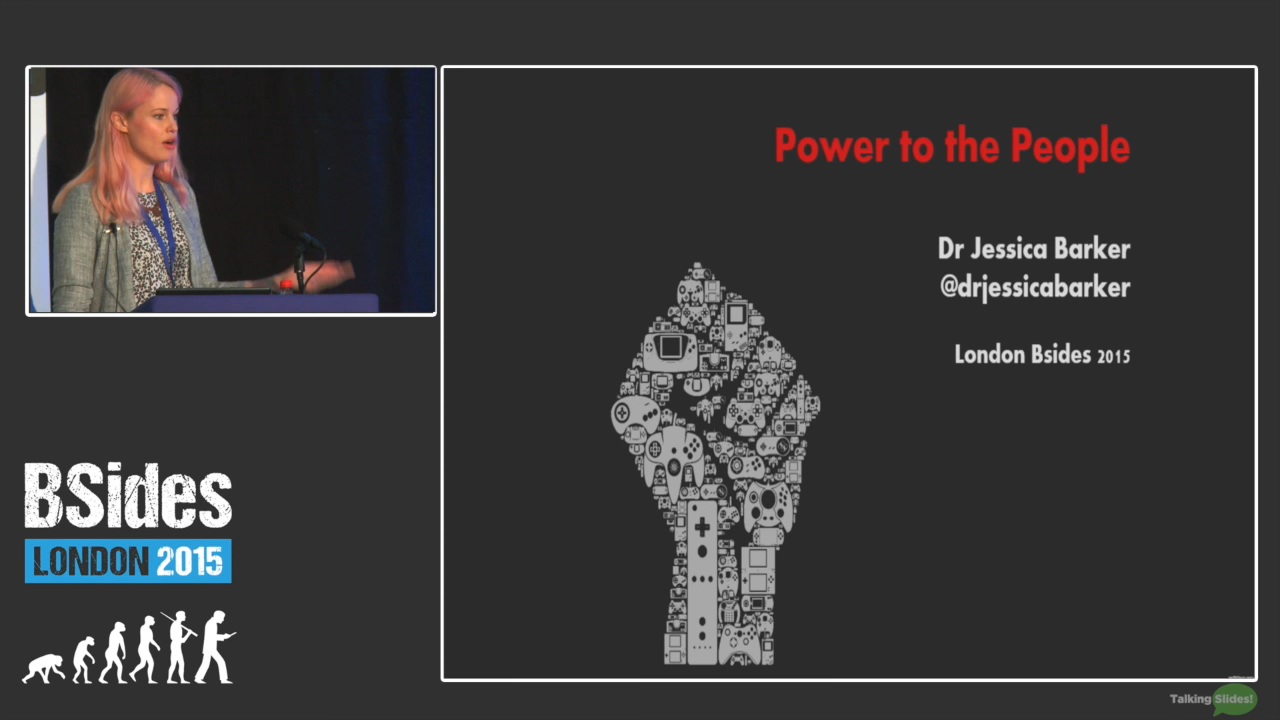 Power to the People
Dr Jessica Barker
@drjessicabarker
London Bsides 2015
BSides
LONDON 2015
Talking Slides!